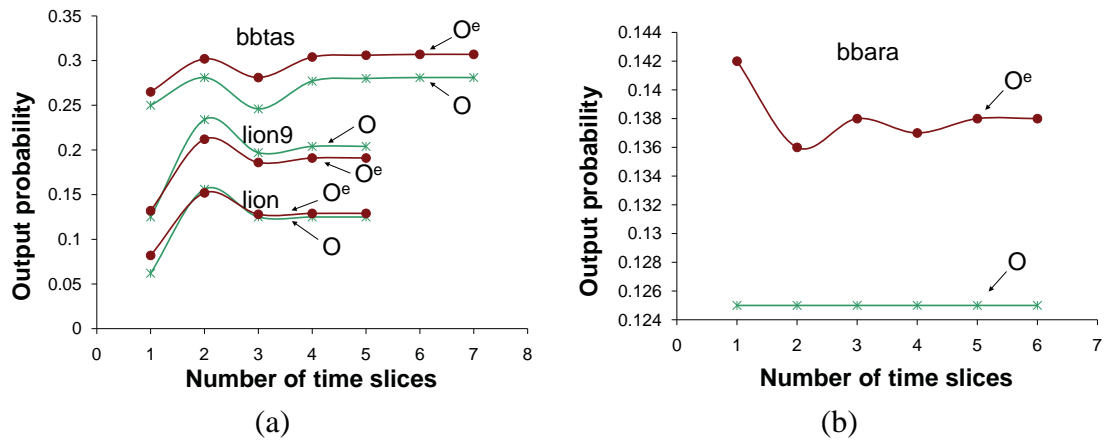 0.35
0.3
0.25
0.2
0.15
0.1
0.05
0
Output probability
bbtas
Oᵉ
O
lion9
O
Oᵉ
lion
Oᵉ
O
0 1 2 3 4 5 6 7 8
Number of time slices
(a)
0.144
0.142
0.14
0.138
0.136
0.134
0.132
0.13
0.128
0.126
0.124
Output probability
bbara
Oᵉ
O
0 1 2 3 4 5 6 7
Number of time slices
(b)